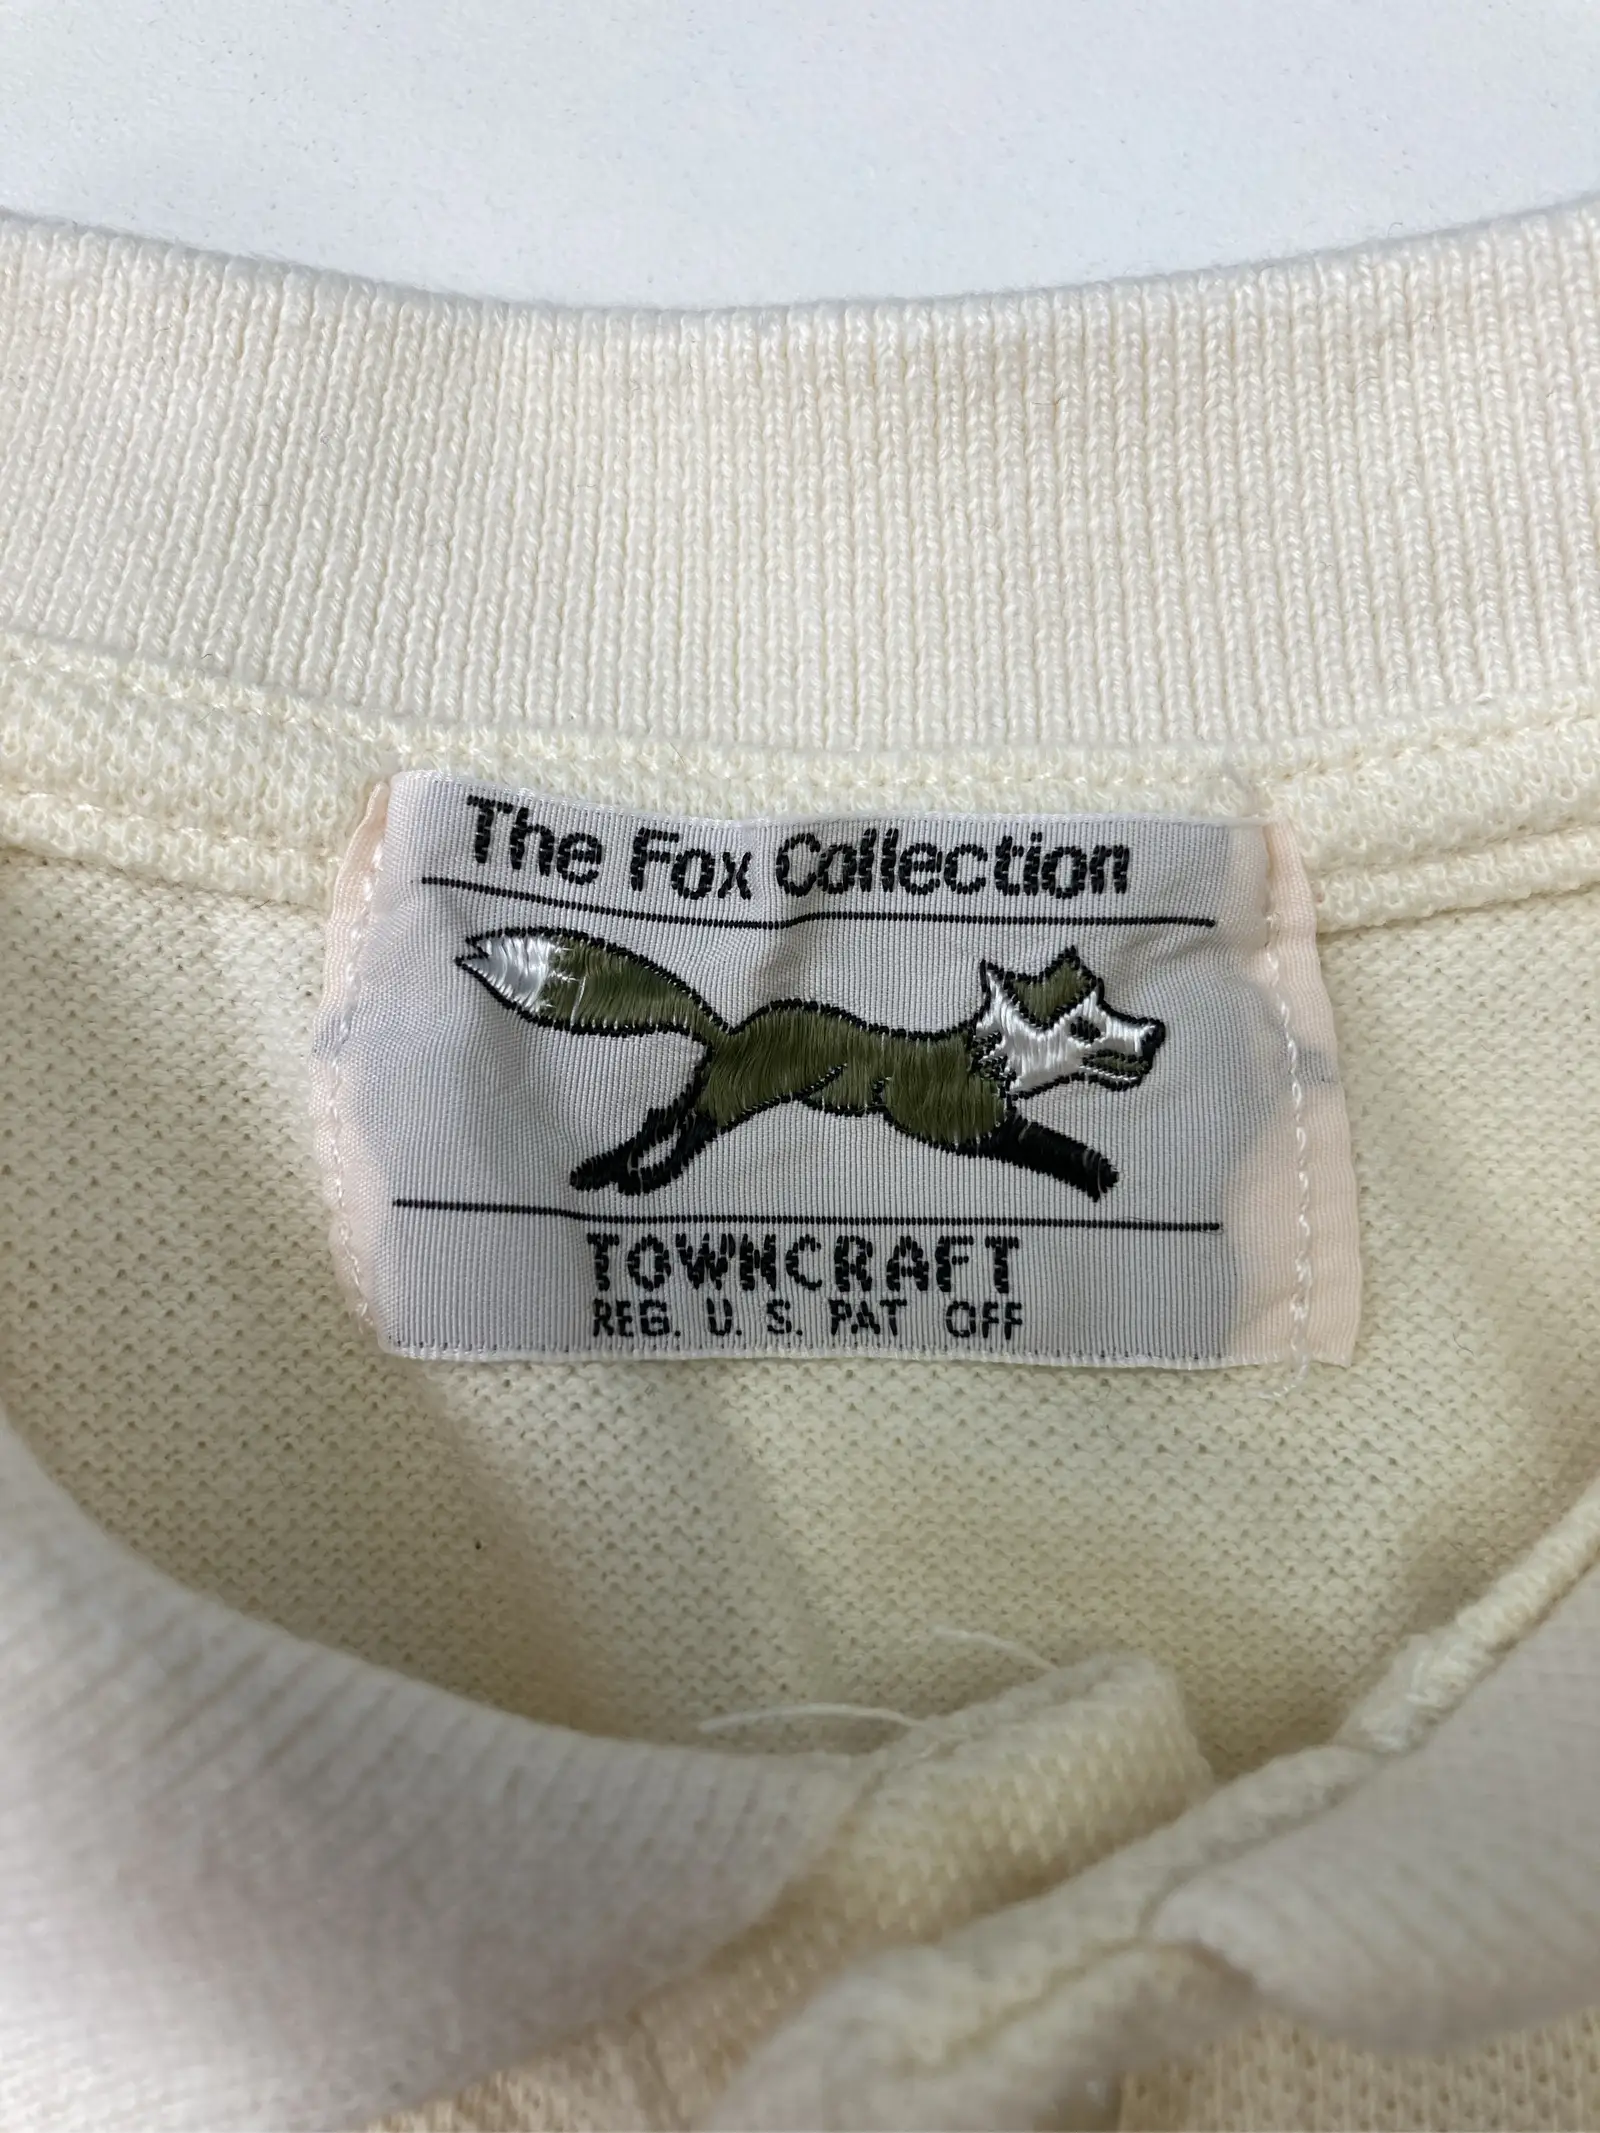 The Fox Collection
TOWNCRAFT
REG. U. S. PAT OFF